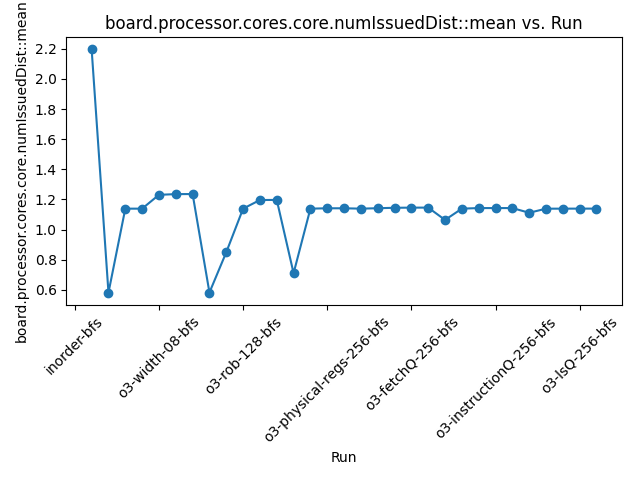 board.processor.cores.core.numIssuedDist::mean vs. Run
board.processor.cores.core.numIssuedDist::mean
2.2
2.0
1.8
1.6
1.4
1.2
1.0
0.8
0.6
inorder-bfs
o3-width-08-bfs
o3-rob-128-bfs
o3-physical-regs-256-bfs
o3-fetchQ-256-bfs
o3-instructionQ-256-bfs
o3-lsQ-256-bfs
Run